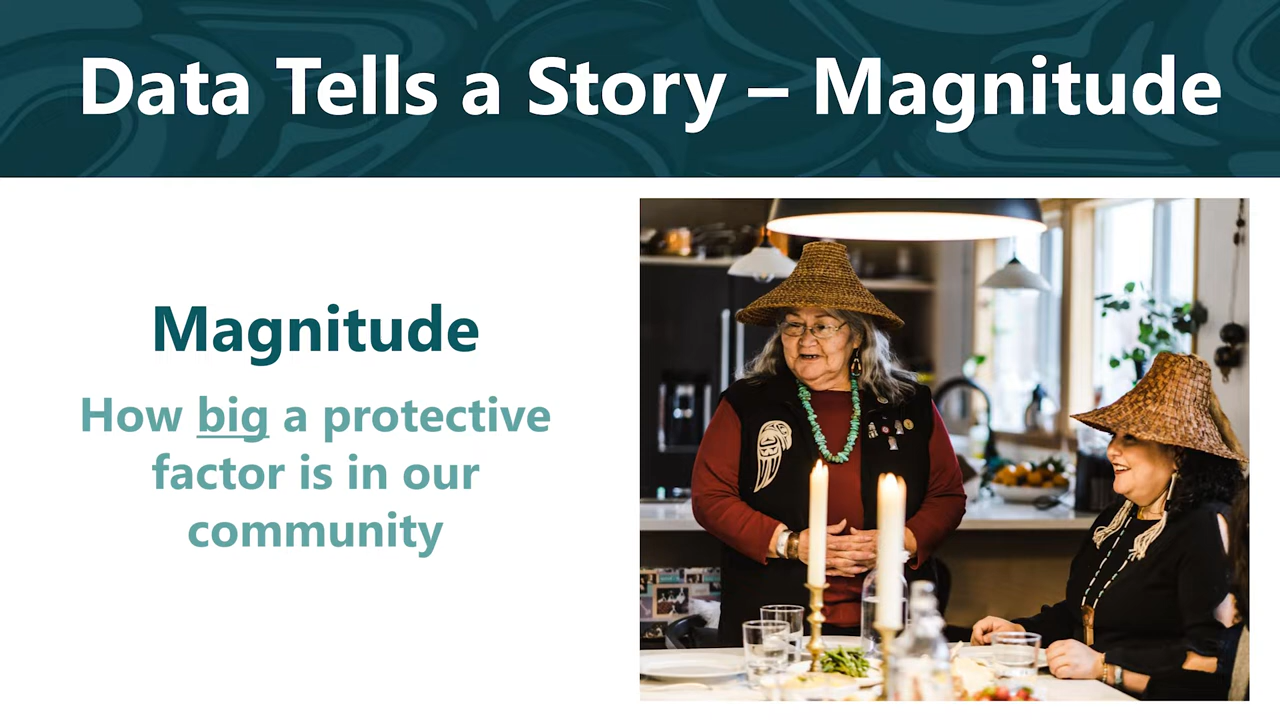 Data Tells a Story – Magnitude
Magnitude
How big a protective
factor is in our
community